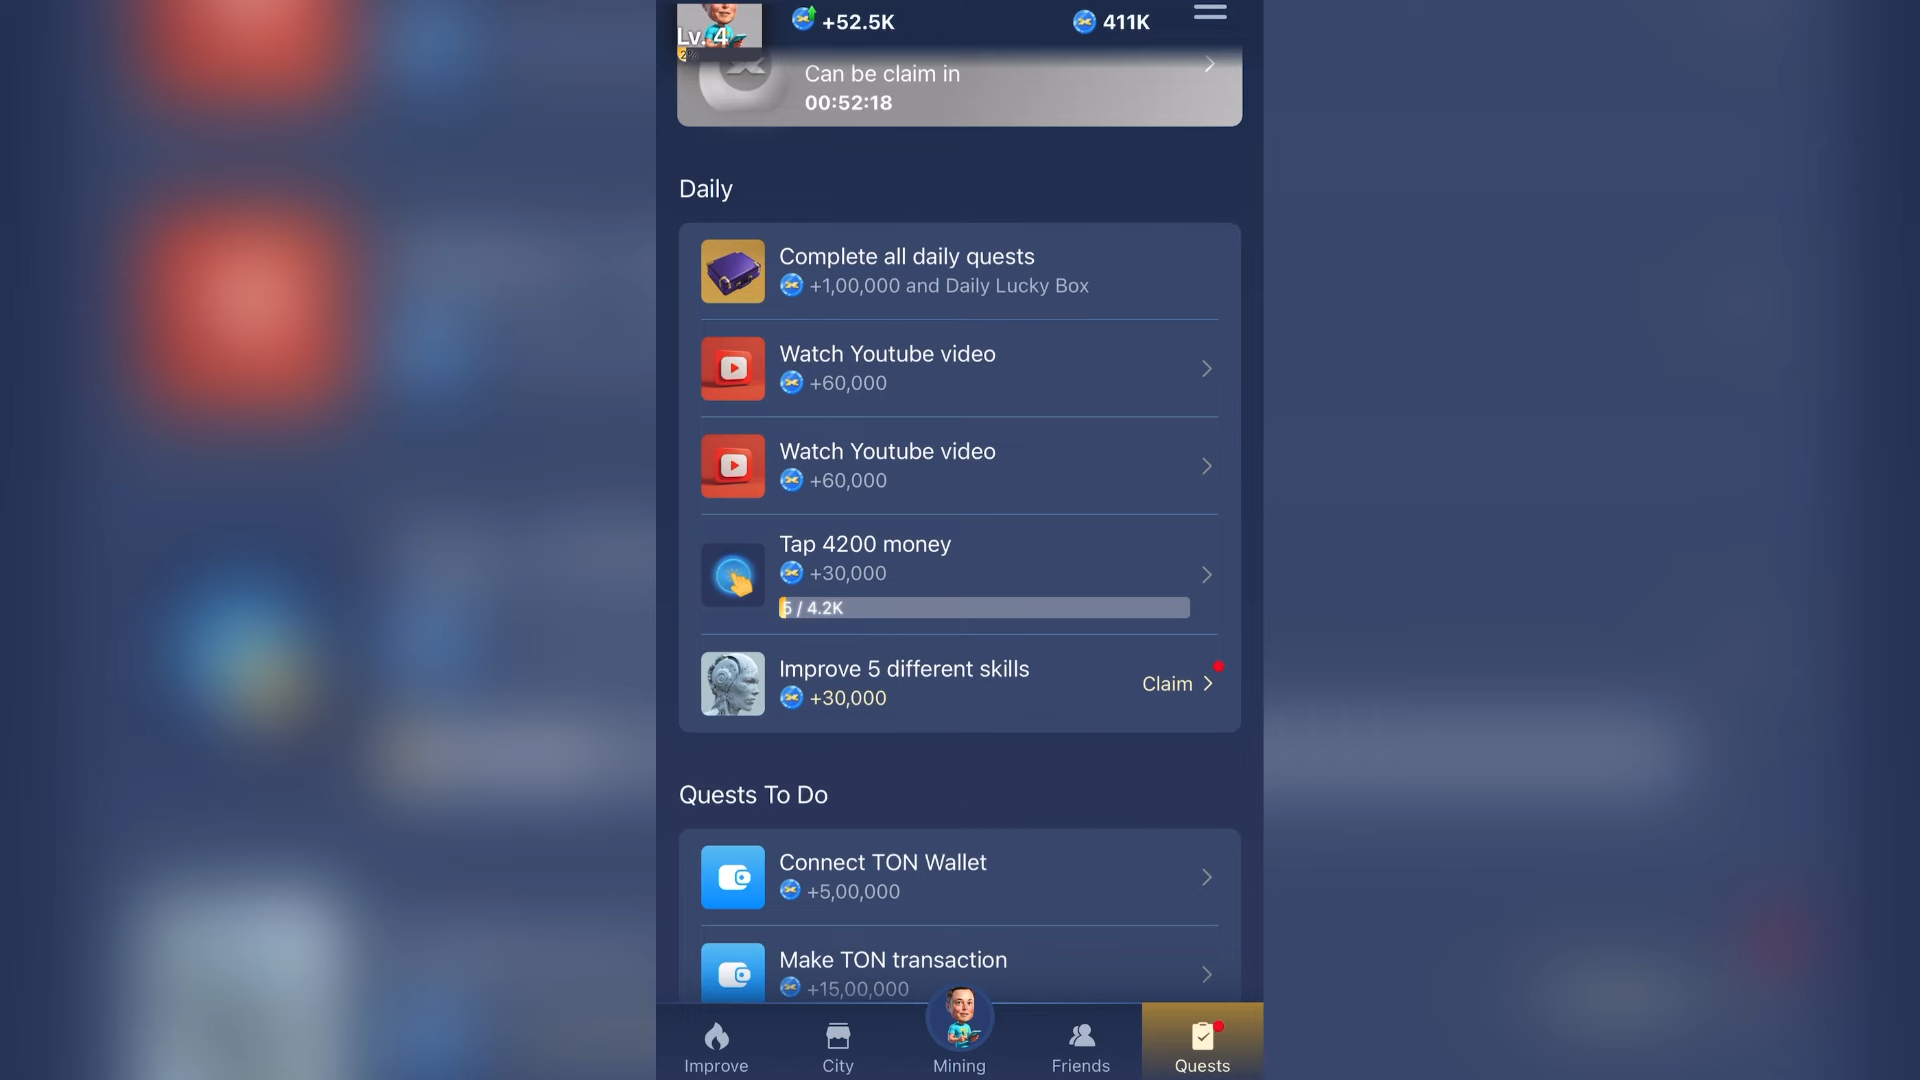 +52.5K
411K
Lv. 4
2%
Can be claim in
00:52:18
Daily
Complete all daily quests
+1,00,000 and Daily Lucky Box
Watch Youtube video
+60,000
Watch Youtube video
+60,000
Tap 4200 money
+30,000
5 / 4.2K
Improve 5 different skills
+30,000
Claim
Quests To Do
Connect TON Wallet
+5,00,000
Make TON transaction
+15,00,000
Improve
City
Mining
Friends
Quests